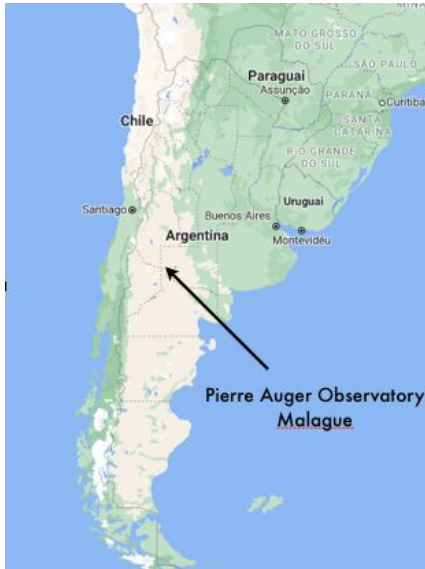 MATO GROSSO
DO SUL
Paraguai
Assunção
SÃO PAULO
PARANÁ
Curitiba
SANTA
CATARINA
Chile
RIO GRANDE
DO SUL
Santiago
Uruguai
Buenos Aires
Argentina
Montevidéu
Pierre Auger Observatory
Malague